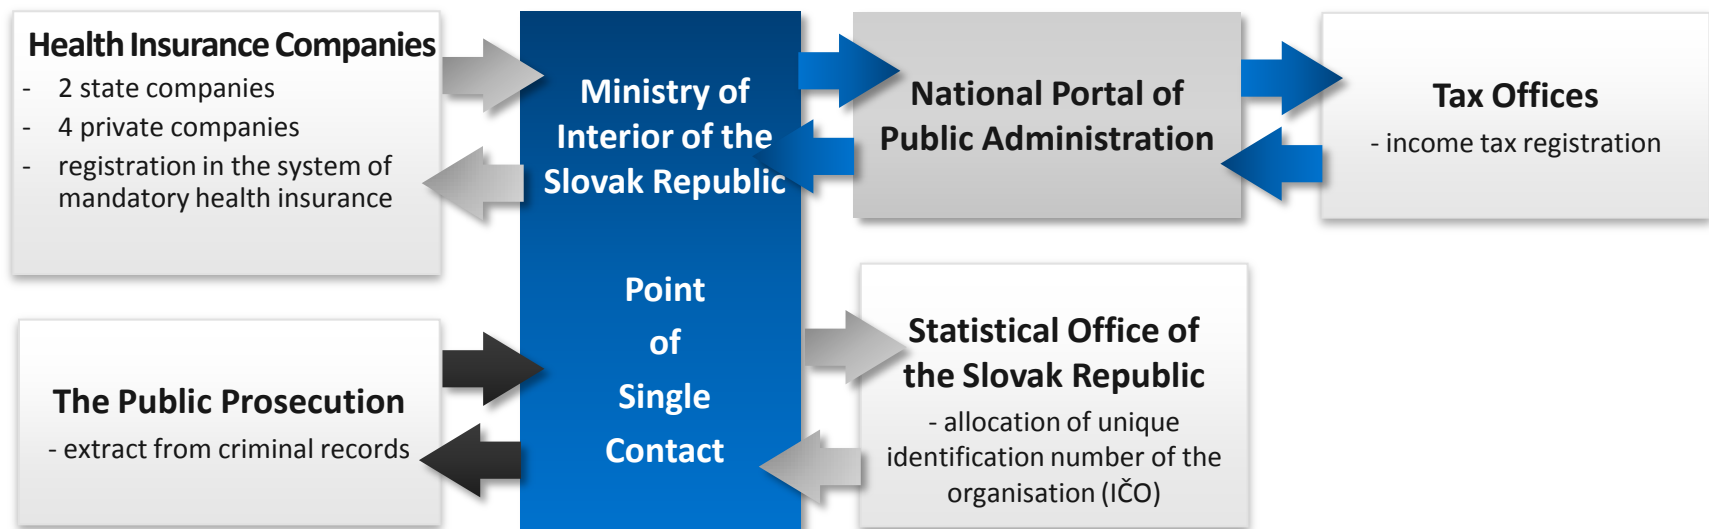 Health Insurance Companies
- 2 state companies
- 4 private companies
- registration in the system of
mandatory health insurance
Ministry of
Interior of the
Slovak Republic
Point
of
Single
Contact
National Portal of
Public Administration
Tax Offices
- income tax registration
The Public Prosecution
- extract from criminal records
Statistical Office of
the Slovak Republic
- allocation of unique
identification number of the
organisation (IČO)